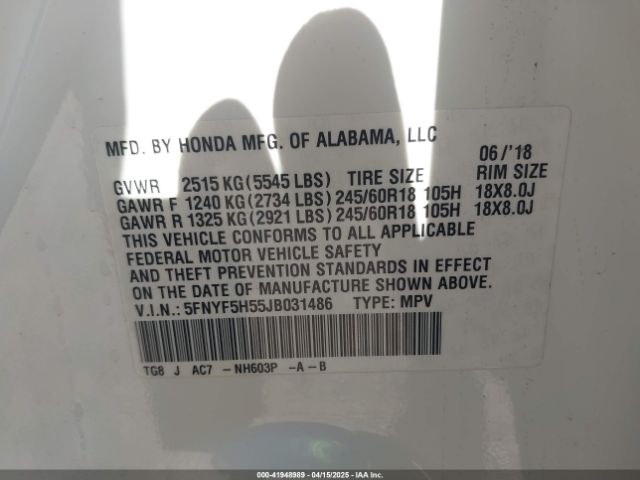 MFD. BY HONDA MFG. OF ALABAMA, LLC 06/'18
GVWR 2515 KG (5545 LBS) TIRE SIZE RIM SIZE
GAWR F 1240 KG (2734 LBS) 245/60R18 105H 18X8.0J
GAWR R 1325 KG (2921 LBS) 245/60R18 105H 18X8.0J
THIS VEHICLE CONFORMS TO ALL APPLICABLE
FEDERAL MOTOR VEHICLE SAFETY
AND THEFT PREVENTION STANDARDS IN EFFECT
ON THE DATE OF MANUFACTURE SHOWN ABOVE.
V.I.N.: 5FNYF5H55JB031486 TYPE: MPV
TG8 J AC7 -NH603P -A-B
000-41948989 - 04/15/2025 - IAA Inc.